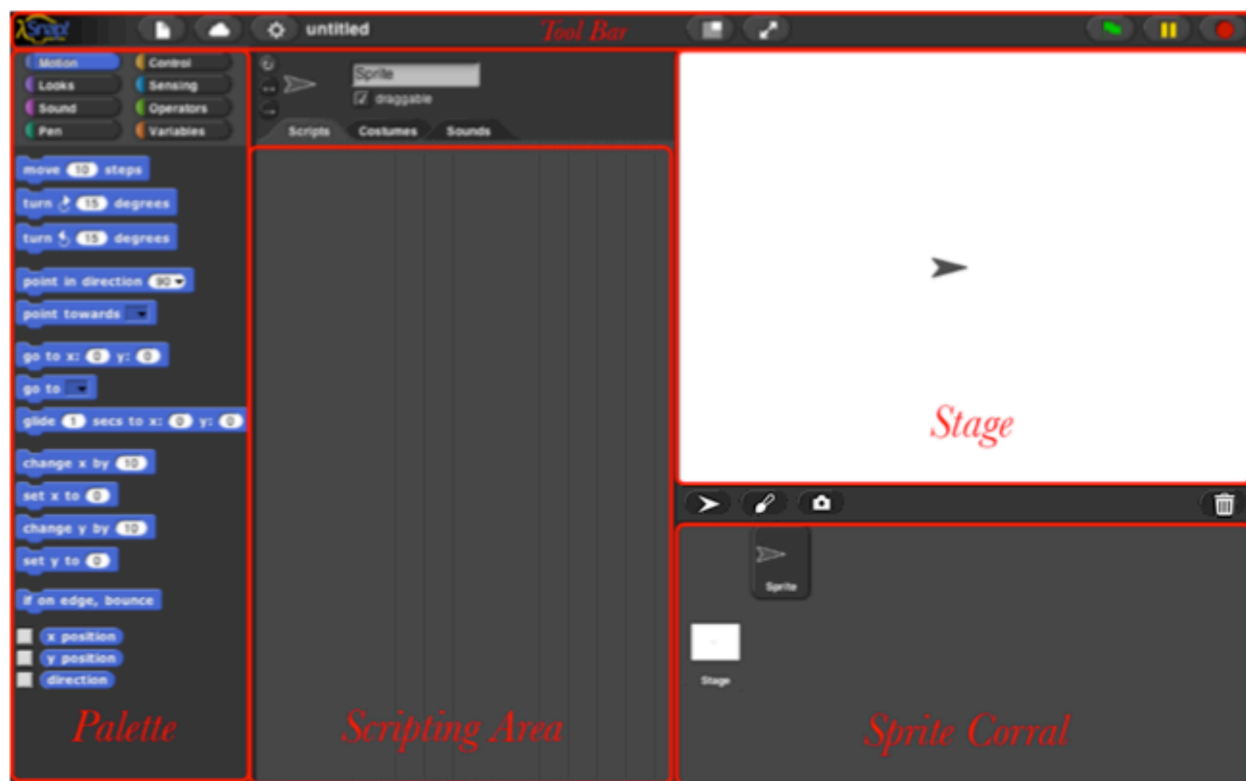 Snap!
untitled
Tool Bar
Motion
Control
Looks
Sensing
Sound
Operators
Pen
Variables
Sprite
draggable
Scripts
Costumes
Sounds
move 10 steps
turn 15 degrees
turn 15 degrees
point in direction 90
point towards
go to x: 0 y: 0
go to
glide 1 secs to x: 0 y: 0
change x by 10
set x to 0
change y by 10
set y to 0
if on edge, bounce
x position
y position
direction
Palette
Scripting Area
Stage
Sprite
Stage
Sprite Corral